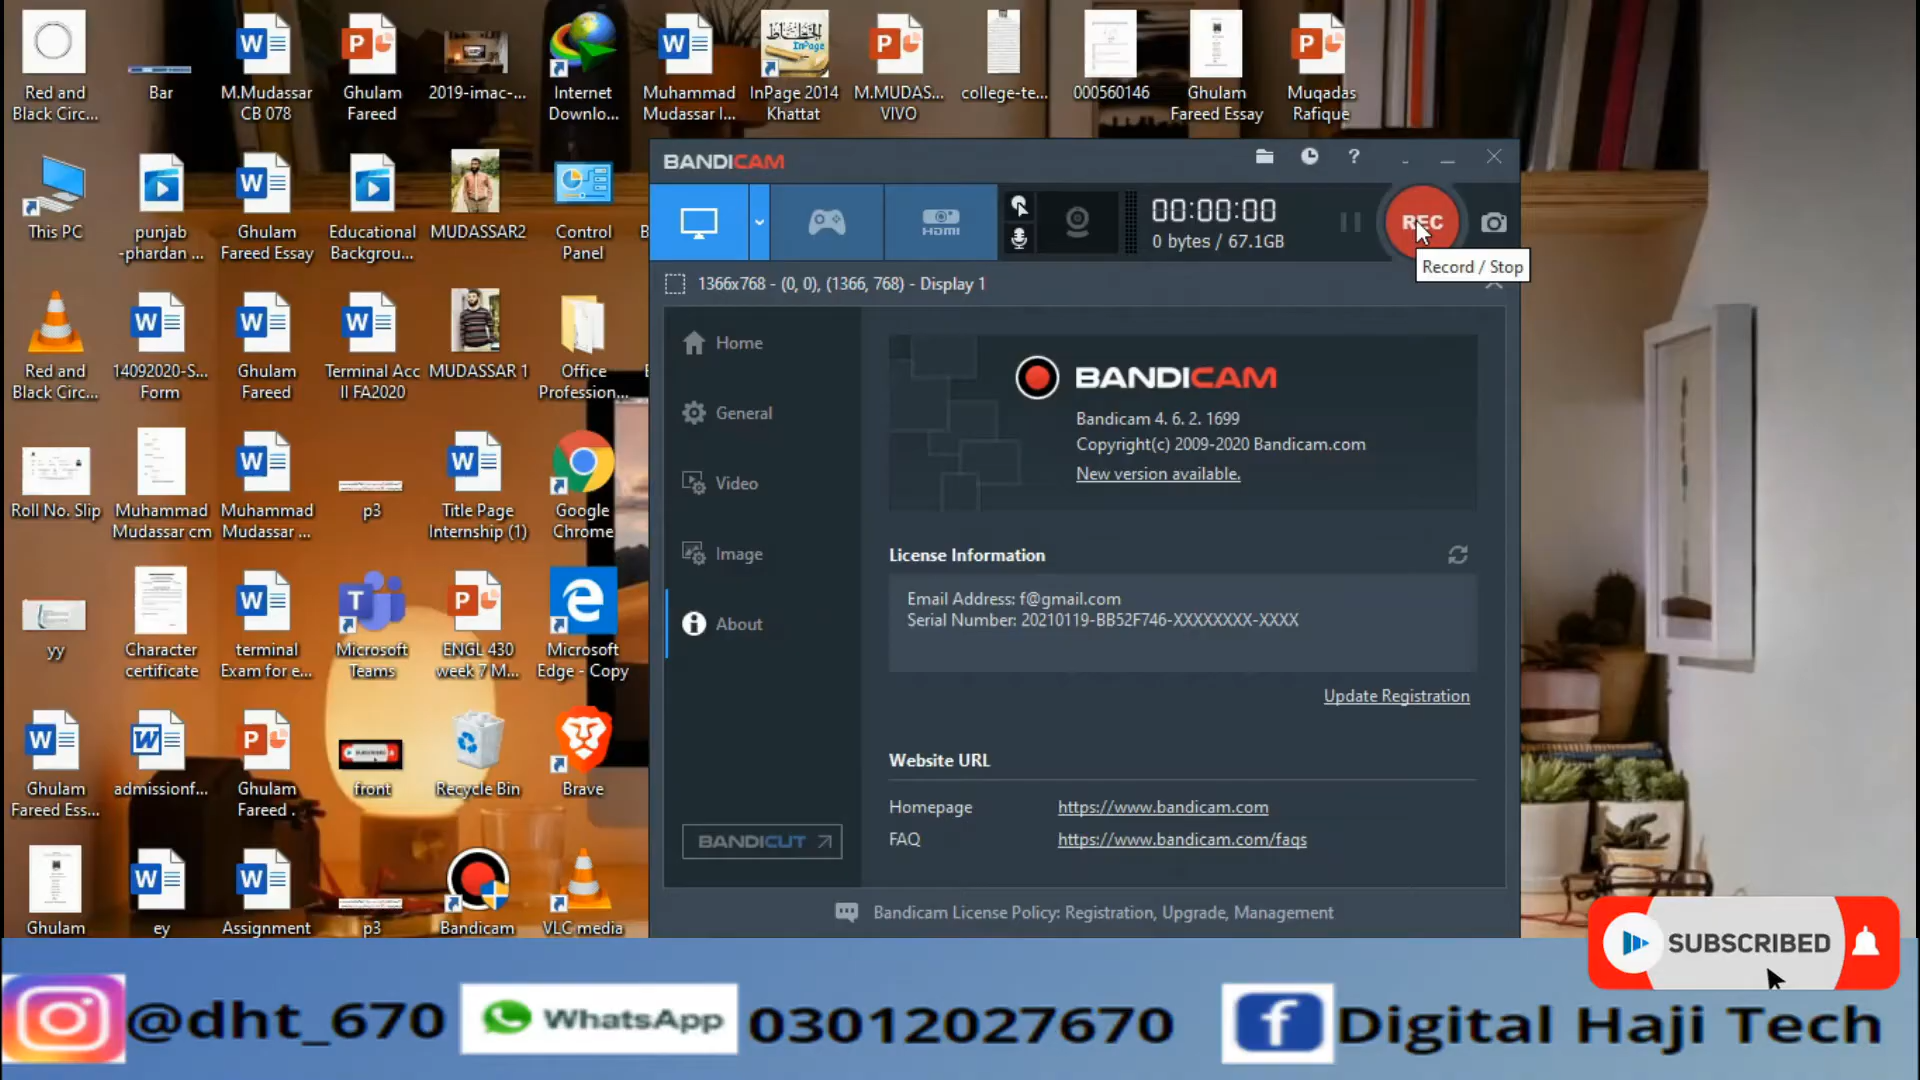 Red and
Black Circ...
Bar
M.Mudassar
CB 078
Ghulam
Fareed
2019-imac-...
Internet
Downlo...
Muhammad
Mudassar I...
InPage 2014
Khattat
M.MUDAS...
VIVO
college-te...
000560146
Ghulam
Fareed Essay
Muqadas
Rafique
This PC
punjab
-phardan ...
Ghulam
Fareed Essay
Educational
Backgrou...
MUDASSAR2
Control
Panel
Red and
Black Circ...
14092020-S...
Form
Ghulam
Fareed
Terminal Acc
II FA2020
MUDASSAR 1
Office
Profession...
Roll No. Slip
Muhammad
Mudassar cm
Muhammad
Mudassar ...
p3
Title Page
Internship (1)
Google
Chrome
yy
Character
certificate
terminal
Exam for e...
Microsoft
Teams
ENGL 430
week 7 M...
Microsoft
Edge - Copy
Ghulam
Fareed Ess...
admissionf...
Ghulam
Fareed .
front
Recycle Bin
Brave
Ghulam
ey
Assignment
p3
Bandicam
VLC media
BANDICAM
HDMI
00:00:00
0 bytes / 67.1GB
REC
Record / Stop
1366x768 - (0, 0), (1366, 768) - Display 1
Home
General
Video
Image
About
BANDICUT
BANDICAM
Bandicam 4. 6. 2. 1699
Copyright(c) 2009-2020 Bandicam.com
New version available.
License Information
Email Address: f@gmail.com
Serial Number: 20210119-BB52F746-XXXXXXXX-XXXX
Update Registration
Website URL
Homepage https://www.bandicam.com
FAQ https://www.bandicam.com/faqs
Bandicam License Policy: Registration, Upgrade, Management
SUBSCRIBED
@dht_670 WhatsApp 03012027670 Digital Haji Tech